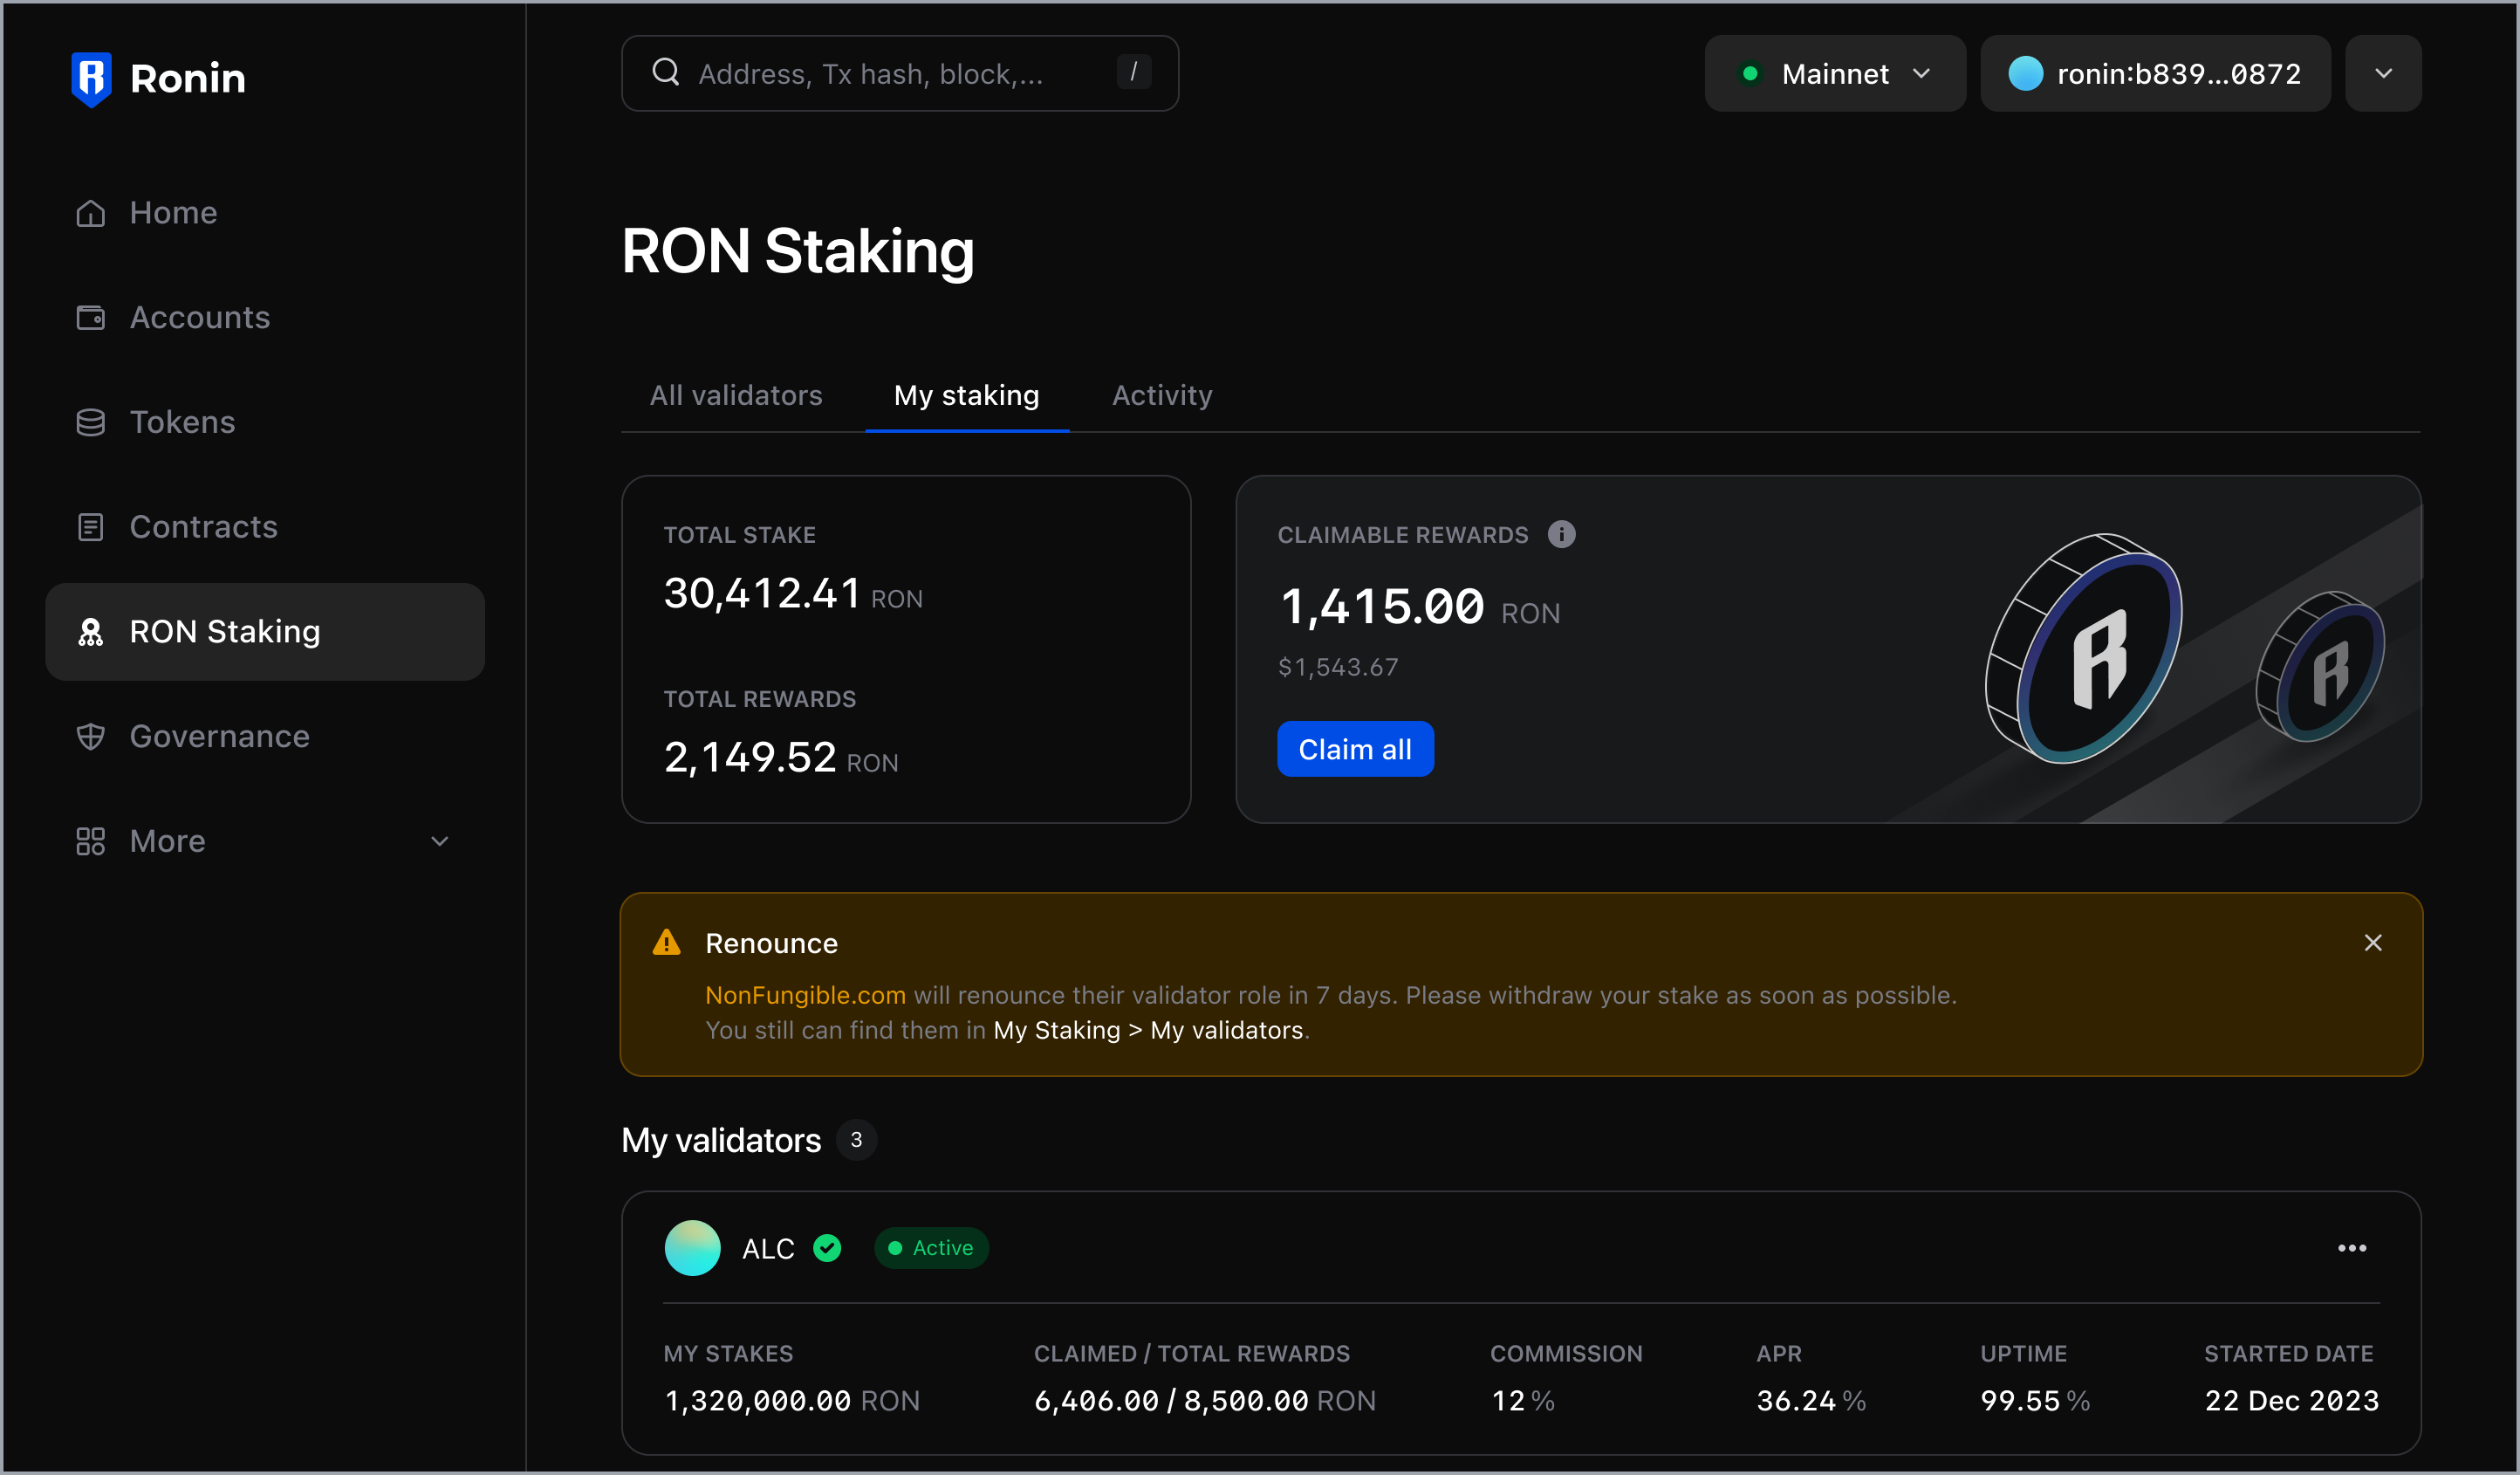 Ronin
Address, Tx hash, block,... /
Mainnet
ronin:b839...0872
Home
Accounts
Tokens
Contracts
RON Staking
Governance
More
RON Staking
All validators My staking Activity
TOTAL STAKE
30,412.41 RON
TOTAL REWARDS
2,149.52 RON
CLAIMABLE REWARDS
1,415.00 RON
$1,543.67
Claim all
Renounce
NonFungible.com will renounce their validator role in 7 days. Please withdraw your stake as soon as possible.
You still can find them in My Staking > My validators.
My validators 3
ALC Active
MY STAKES CLAIMED / TOTAL REWARDS COMMISSION APR UPTIME STARTED DATE
1,320,000.00 RON 6,406.00 / 8,500.00 RON 12 % 36.24 % 99.55 % 22 Dec 2023